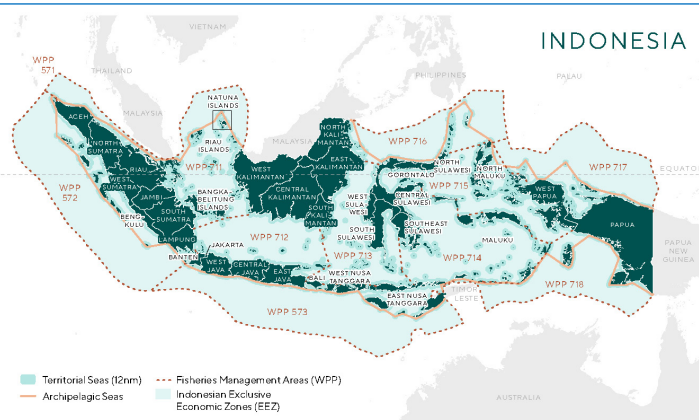 INDONESIA
VIETNAM
THAILAND
PHILIPPINES
PALAU
MALAYSIA
MALAYSIA
EQUATO
PAPUA
NEW
GUINEA
TIMOR
LESTE
AUSTRALIA
WPP
571
WPP
572
WPP 573
WPP 711
WPP 712
WPP 713
WPP 714
WPP 715
WPP 716
WPP 717
WPP 718
NATUNA
ISLANDS
ACEH
NORTH
SUMATRA
RIAU
WEST
SUMATRA
JAMBI
BENG-
KULU
SOUTH
SUMATRA
LAMPUNG
RIAU
ISLANDS
BANGKA-
BELITUNG
ISLANDS
BANTEN
JAKARTA
WEST
JAVA
CENTRAL
JAVA
EAST
JAVA
BALI
WEST NUSA
TANGGARA
EAST NUSA
TANGGARA
WEST
KALIMANTAN
CENTRAL
KALIMANTAN
SOUTH
KALI-
MANTAN
EAST
KALIMANTAN
NORTH
KALI
MANTAN
WEST
SULA-
WESI
SOUTH
SULAWESI
CENTRAL
SULAWESI
SOUTHEAST
SULAWESI
GORONTALO
NORTH
SULAWESI
NORTH
MALUKU
MALUKU
WEST
PAPUA
PAPUA
Territorial Seas (12nm)
Archipelagic Seas
Fisheries Management Areas (WPP)
Indonesian Exclusive
Economic Zones (EEZ)